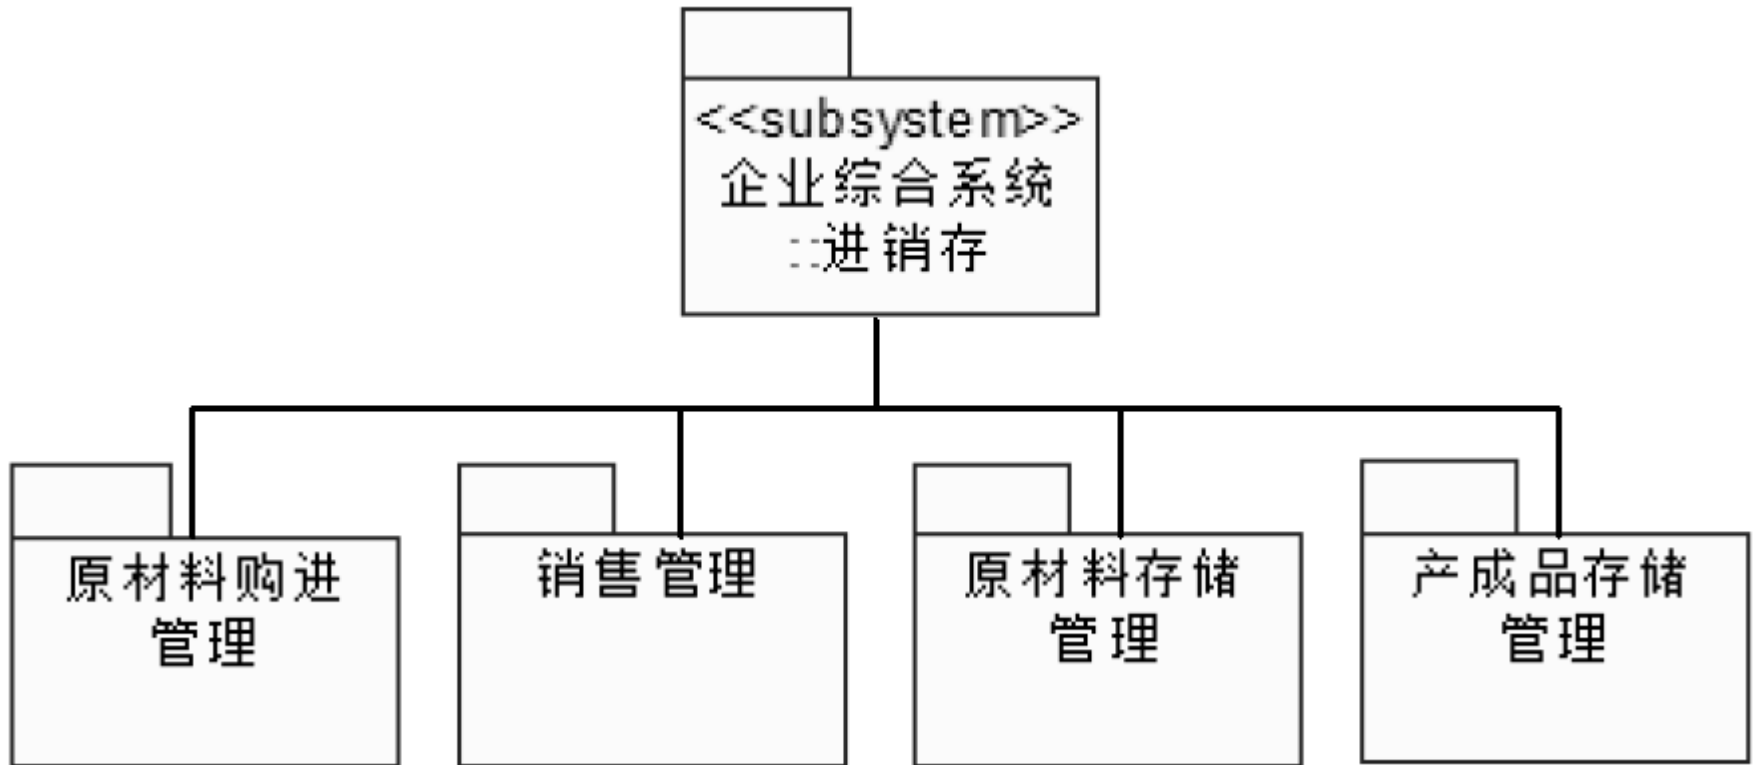 <<subsystem>>
企业综合系统
::进销存
原材料购进
管理
销售管理
原材料存储
管理
产成品存储
管理